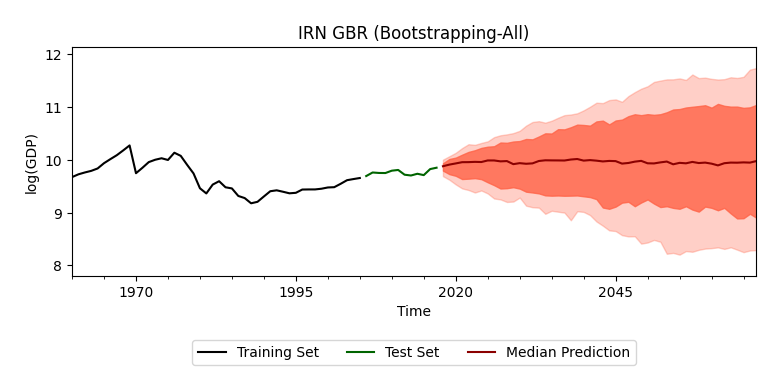 IRN GBR (Bootstrapping-All)
12
11
10
9
8
log(GDP)
1970 1995 2020 2045
Time
Training Set Test Set Median Prediction